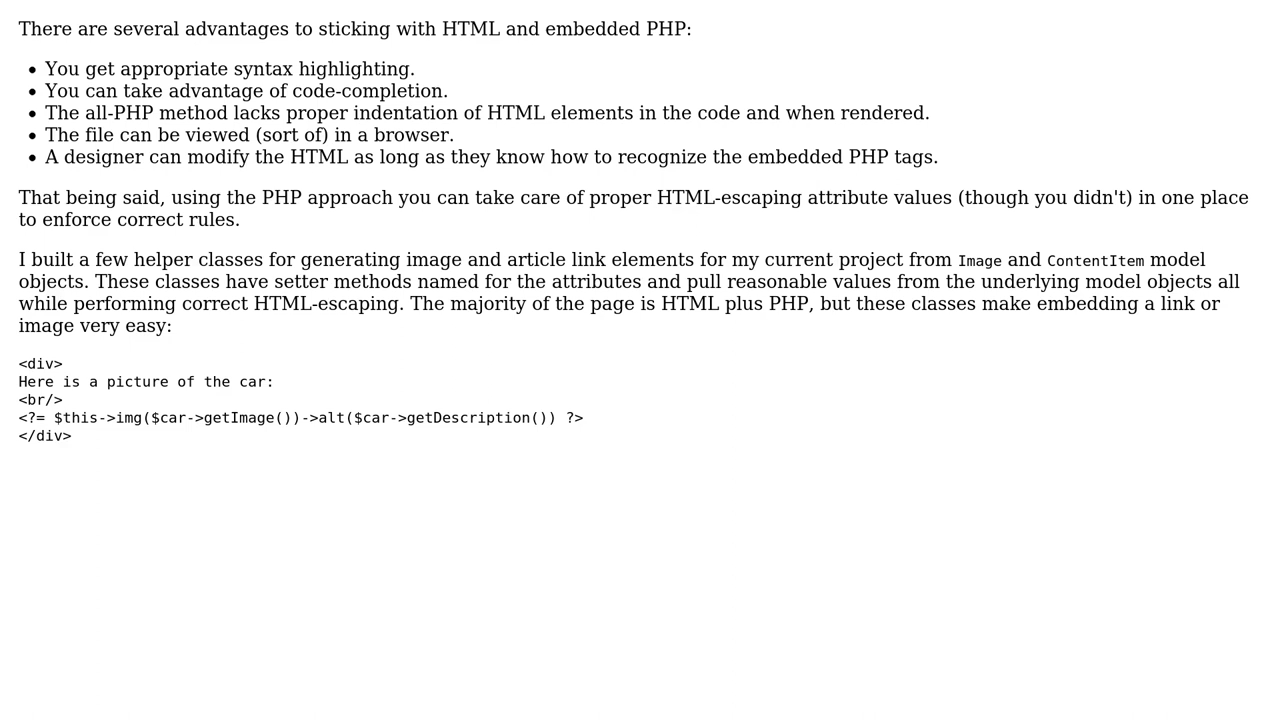 There are several advantages to sticking with HTML and embedded PHP:
• You get appropriate syntax highlighting.
• You can take advantage of code-completion.
• The all-PHP method lacks proper indentation of HTML elements in the code and when rendered.
• The file can be viewed (sort of) in a browser.
• A designer can modify the HTML as long as they know how to recognize the embedded PHP tags.
That being said, using the PHP approach you can take care of proper HTML-escaping attribute values (though you didn't) in one place
to enforce correct rules.
I built a few helper classes for generating image and article link elements for my current project from Image and ContentItem model
objects. These classes have setter methods named for the attributes and pull reasonable values from the underlying model objects all
while performing correct HTML-escaping. The majority of the page is HTML plus PHP, but these classes make embedding a link or
image very easy:
<div>
Here is a picture of the car:
<br/>
<?= $this->img($car->getImage())->alt($car->getDescription()) ?>
</div>